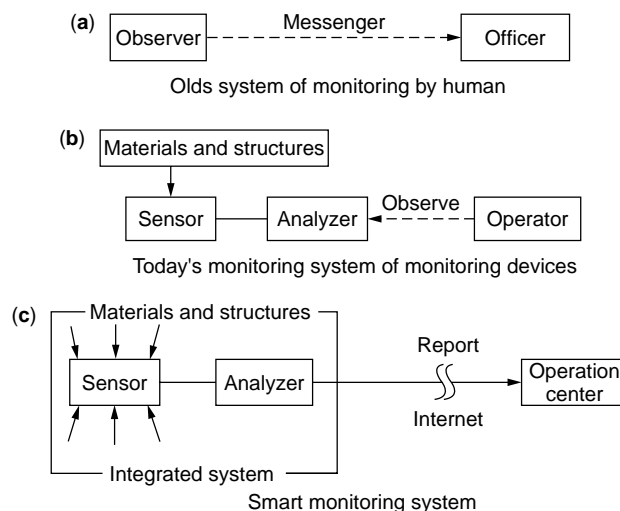 (a)
Observer
Messenger
Officer
Olds system of monitoring by human
(b)
Materials and structures
Sensor
Analyzer
Observe
Operator
Today's monitoring system of monitoring devices
(c)
Materials and structures
Sensor
Analyzer
Report
Internet
Operation
center
Integrated system
Smart monitoring system